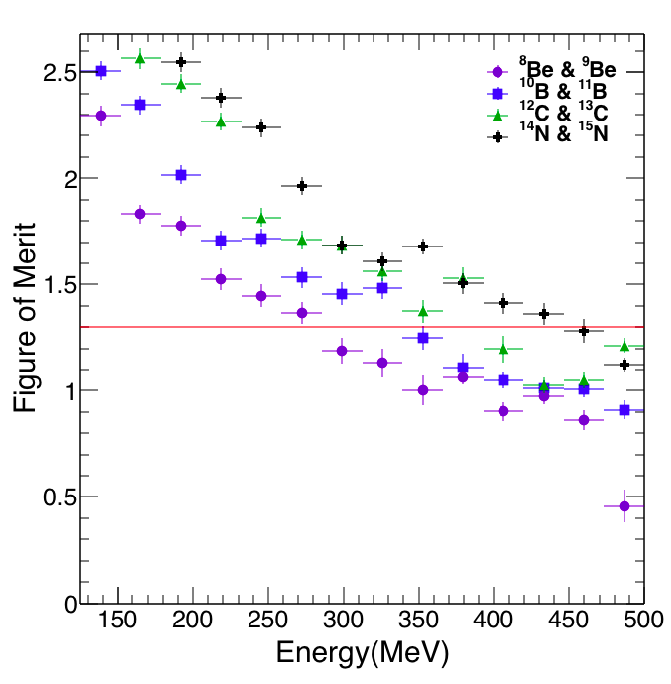 ⁸Be & ⁹Be
¹⁰B & ¹¹B
¹²C & ¹³C
¹⁴N & ¹⁵N
Figure of Merit
2.5
2
1.5
1
0.5
0
150 200 250 300 350 400 450 500
Energy(MeV)